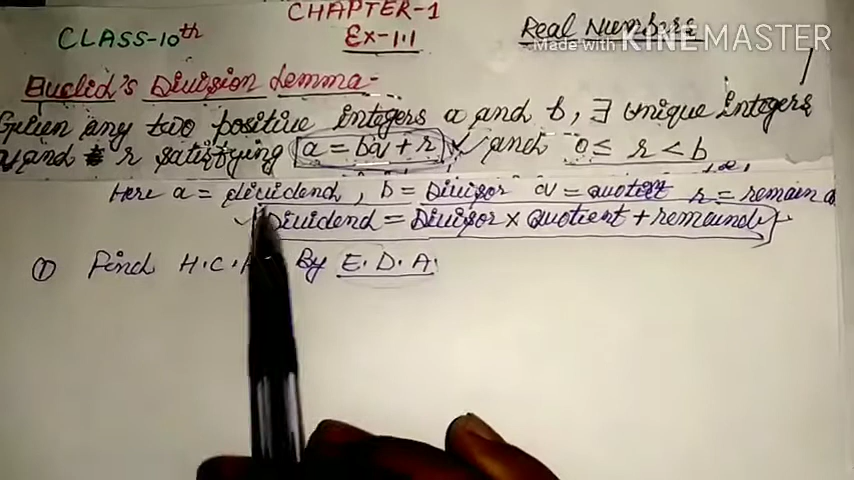 CHAPTER-1
CLASS-10th Ex-1.1 Real Numbers
Made with KINEMASTER
Euclid's Division Lemma-
Given any two positive integers a and b, ∃ unique Integers
q and r satisfying a = bq + r and 0 ≤ r < b
Here a = dividend, b = Divisor q = quotient r = remain
Dividend = Divisor × quotient + remainder
① Find H.C.F By E.D.A.